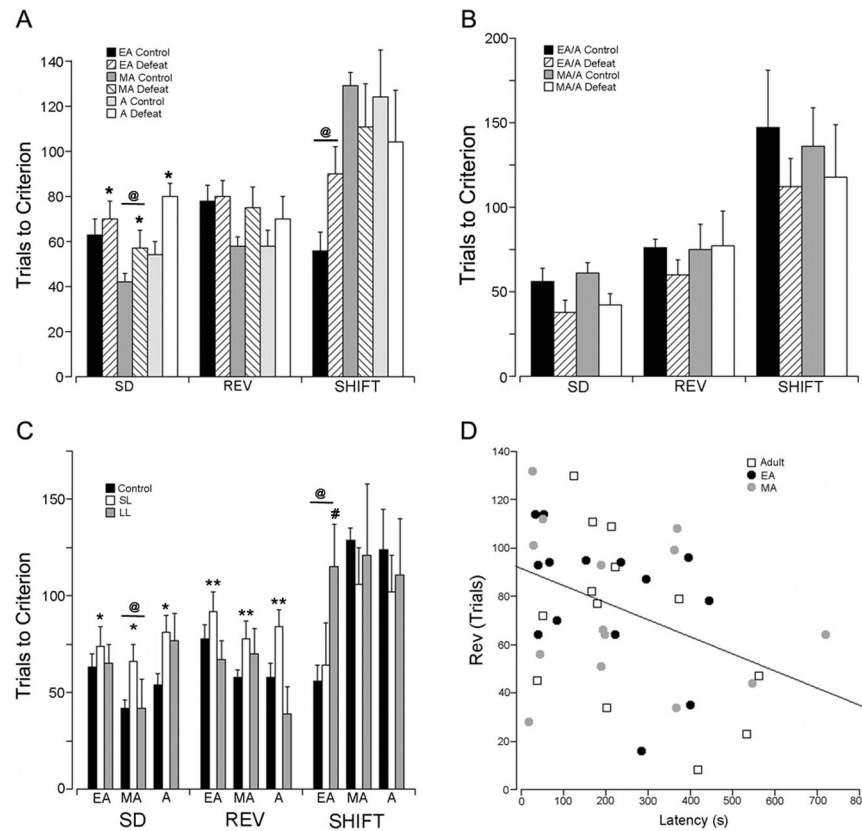 A
EA Control
EA Defeat
MA Control
MA Defeat
A Control
A Defeat
Trials to Criterion
140
120
100
80
60
40
20
0
* @ * *
@
SD REV SHIFT
B
EA/A Control
EA/A Defeat
MA/A Control
MA/A Defeat
Trials to Criterion
200
150
100
50
0
SD REV SHIFT
C
Control
SL
LL
Trials to Criterion
150
100
50
0
* @ * *
** ** **
@ #
EA MA A EA MA A EA MA A
SD REV SHIFT
D
Adult
EA
MA
Rev (Trials)
140
120
100
80
60
40
20
0
0 100 200 300 400 500 600 700 80
Latency (s)